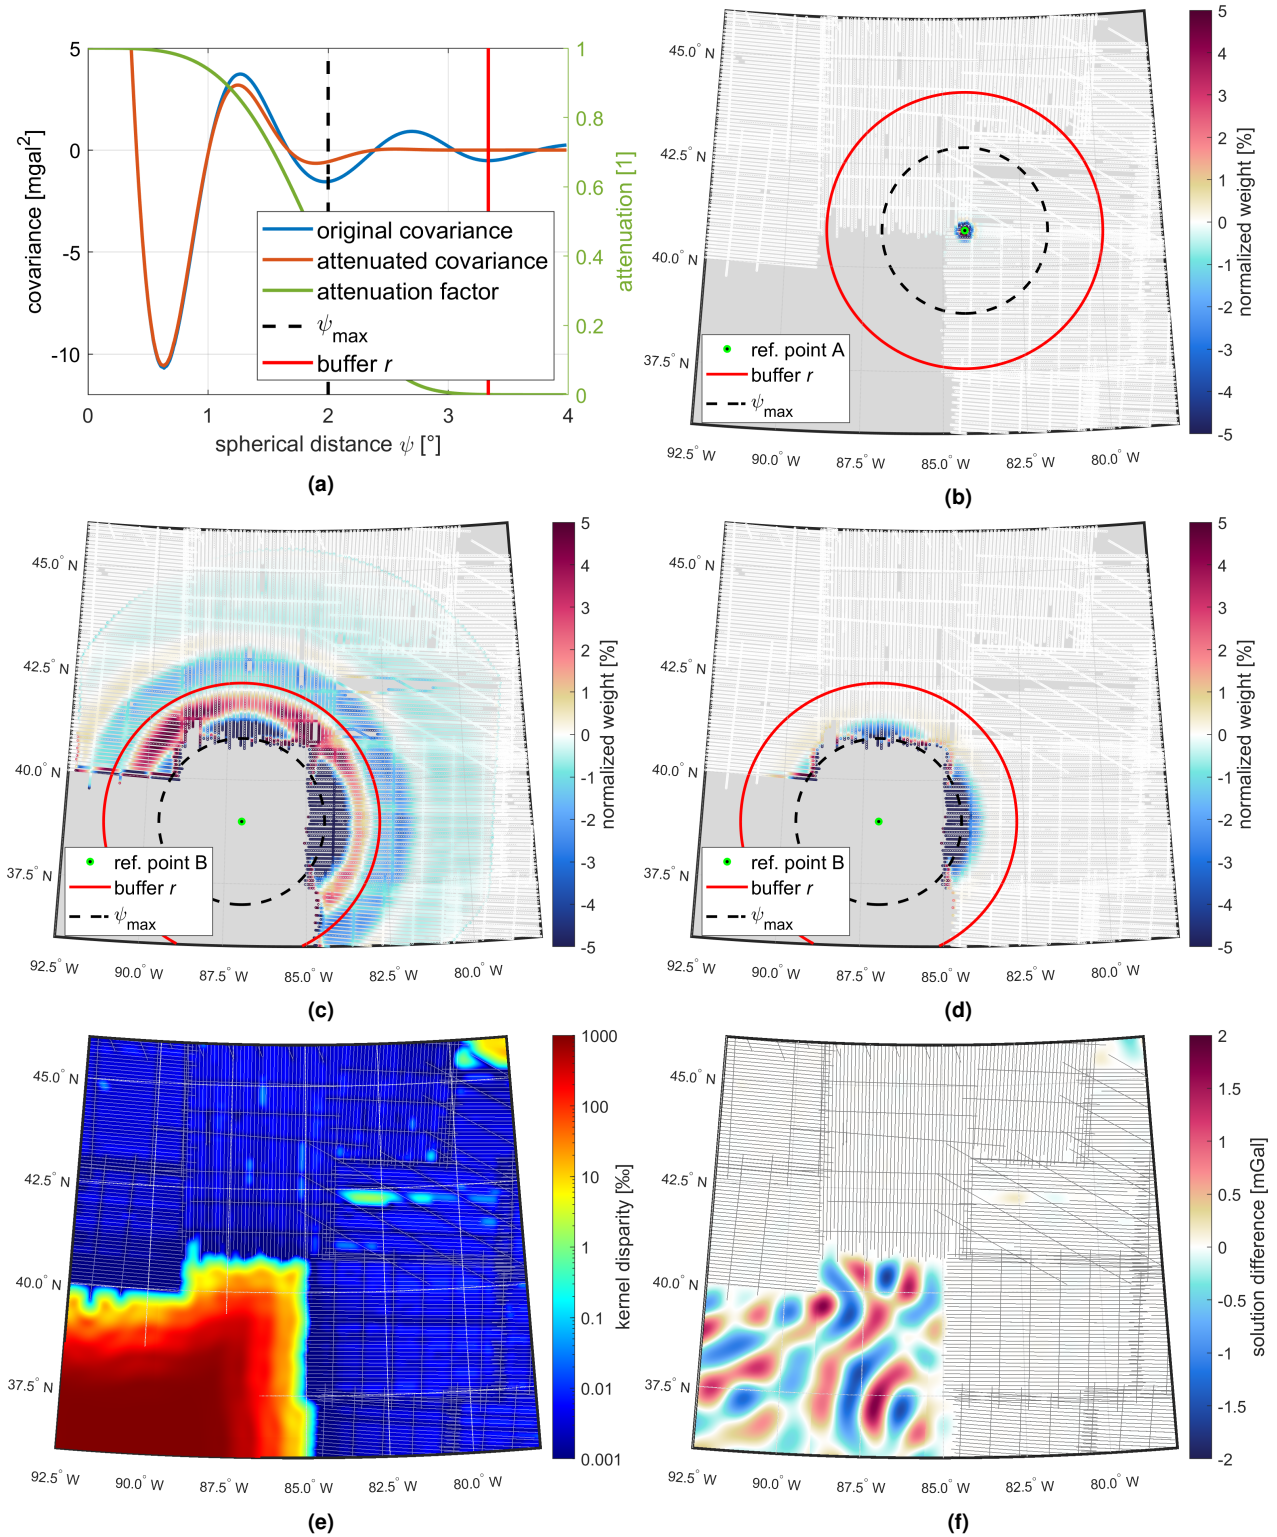 5
0
-5
-10
covariance [mgal²]
0
1
2
3
4
spherical distance ψ [°]
1
0.8
0.6
0.4
0.2
0
attenuation [1]
original covariance
attenuated covariance
attenuation factor
ψmax
buffer r
(a)
45.0° N
42.5° N
40.0° N
37.5° N
92.5° W
90.0° W
87.5° W
85.0° W
82.5° W
80.0° W
ref. point A
buffer r
ψmax
5
4
3
2
1
0
-1
-2
-3
-4
-5
normalized weight [%]
(b)
45.0° N
42.5° N
40.0° N
37.5° N
92.5° W
90.0° W
87.5° W
85.0° W
82.5° W
80.0° W
ref. point B
buffer r
ψmax
5
4
3
2
1
0
-1
-2
-3
-4
-5
normalized weight [%]
(c)
45.0° N
42.5° N
40.0° N
37.5° N
92.5° W
90.0° W
87.5° W
85.0° W
82.5° W
80.0° W
ref. point B
buffer r
ψmax
5
4
3
2
1
0
-1
-2
-3
-4
-5
normalized weight [%]
(d)
45.0° N
42.5° N
40.0° N
37.5° N
92.5° W
90.0° W
87.5° W
85.0° W
82.5° W
80.0° W
1000
100
10
1
0.1
0.01
0.001
kernel disparity [‰]
(e)
45.0° N
42.5° N
40.0° N
37.5° N
92.5° W
90.0° W
87.5° W
85.0° W
82.5° W
80.0° W
2
1.5
1
0.5
0
-0.5
-1
-1.5
-2
solution difference [mGal]
(f)